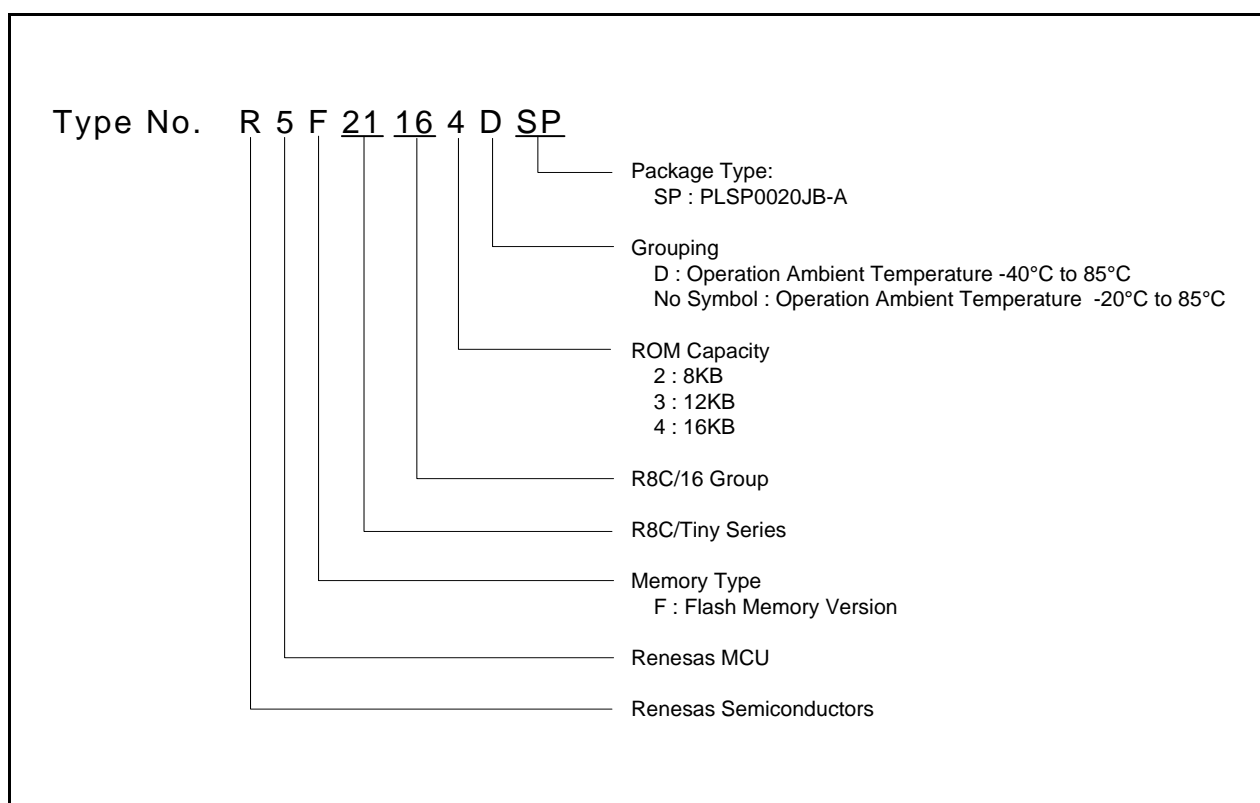 Type No. R 5 F 21 16 4 D SP
Package Type:
SP : PLSP0020JB-A
Grouping
D : Operation Ambient Temperature -40°C to 85°C
No Symbol : Operation Ambient Temperature -20°C to 85°C
ROM Capacity
2 : 8KB
3 : 12KB
4 : 16KB
R8C/16 Group
R8C/Tiny Series
Memory Type
F : Flash Memory Version
Renesas MCU
Renesas Semiconductors